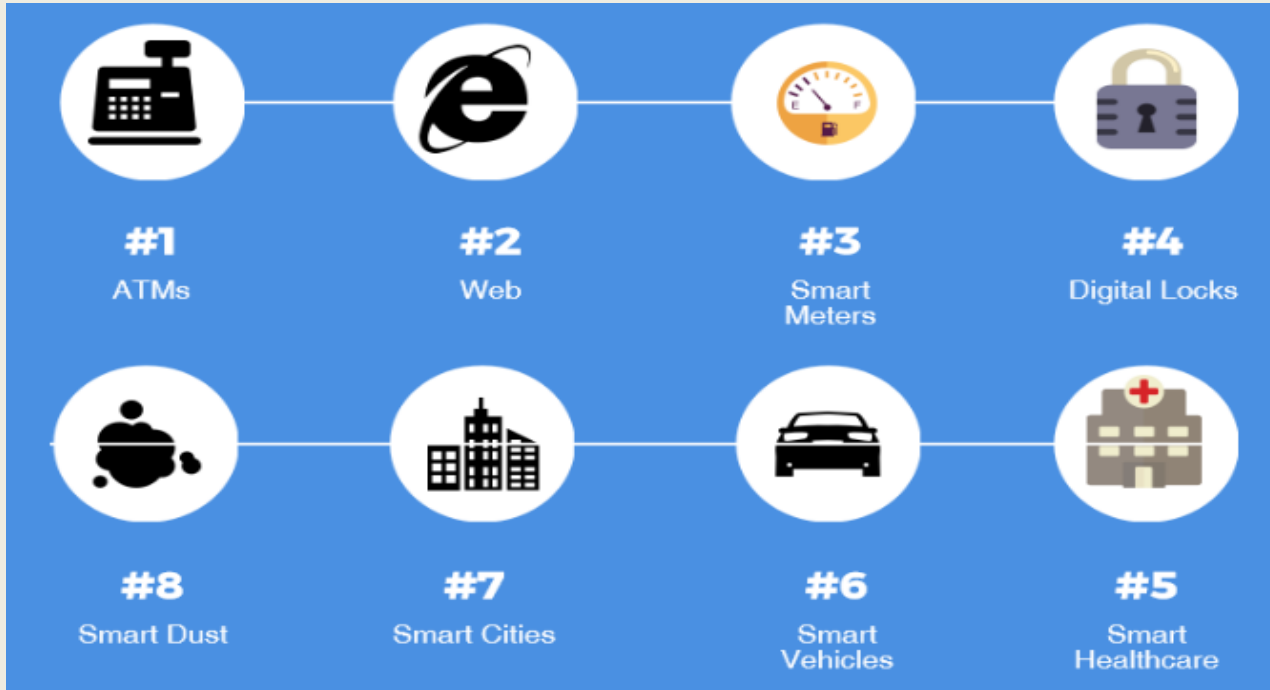 E F
#1
ATMs
#2
Web
#3
Smart
Meters
#4
Digital Locks
#8
Smart Dust
#7
Smart Cities
#6
Smart
Vehicles
#5
Smart
Healthcare